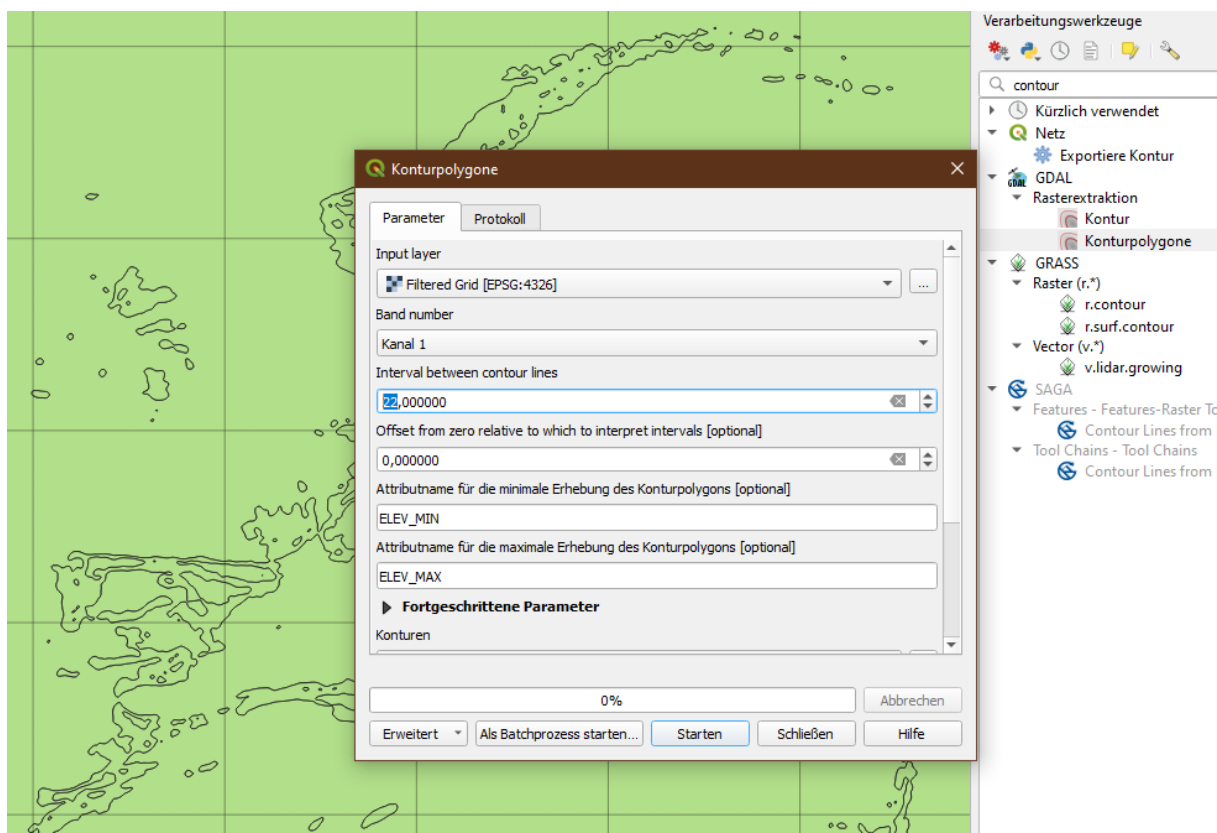 Verarbeitungswerkzeuge
contour
Kürzlich verwendet
Netz
Exportiere Kontur
GDAL
GDAL
Rasterextraktion
Kontur
Konturpolygone
GRASS
Raster (r.*)
r.contour
r.surf.contour
Vector (v.*)
v.lidar.growing
SAGA
Features - Features-Raster To
Contour Lines from
Tool Chains - Tool Chains
Contour Lines from
Konturpolygone
Parameter Protokoll
Input layer
Filtered Grid [EPSG:4326]
...
Band number
Kanal 1
Interval between contour lines
22,000000
Offset from zero relative to which to interpret intervals [optional]
0,000000
Attributname für die minimale Erhebung des Konturpolygons [optional]
ELEV_MIN
Attributname für die maximale Erhebung des Konturpolygons [optional]
ELEV_MAX
Fortgeschrittene Parameter
Konturen
0% Abbrechen
Erweitert Als Batchprozess starten... Starten Schließen Hilfe